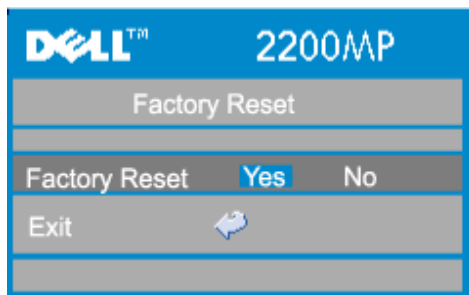 DELL™ 2200MP
Factory Reset
Factory Reset Yes No
Exit